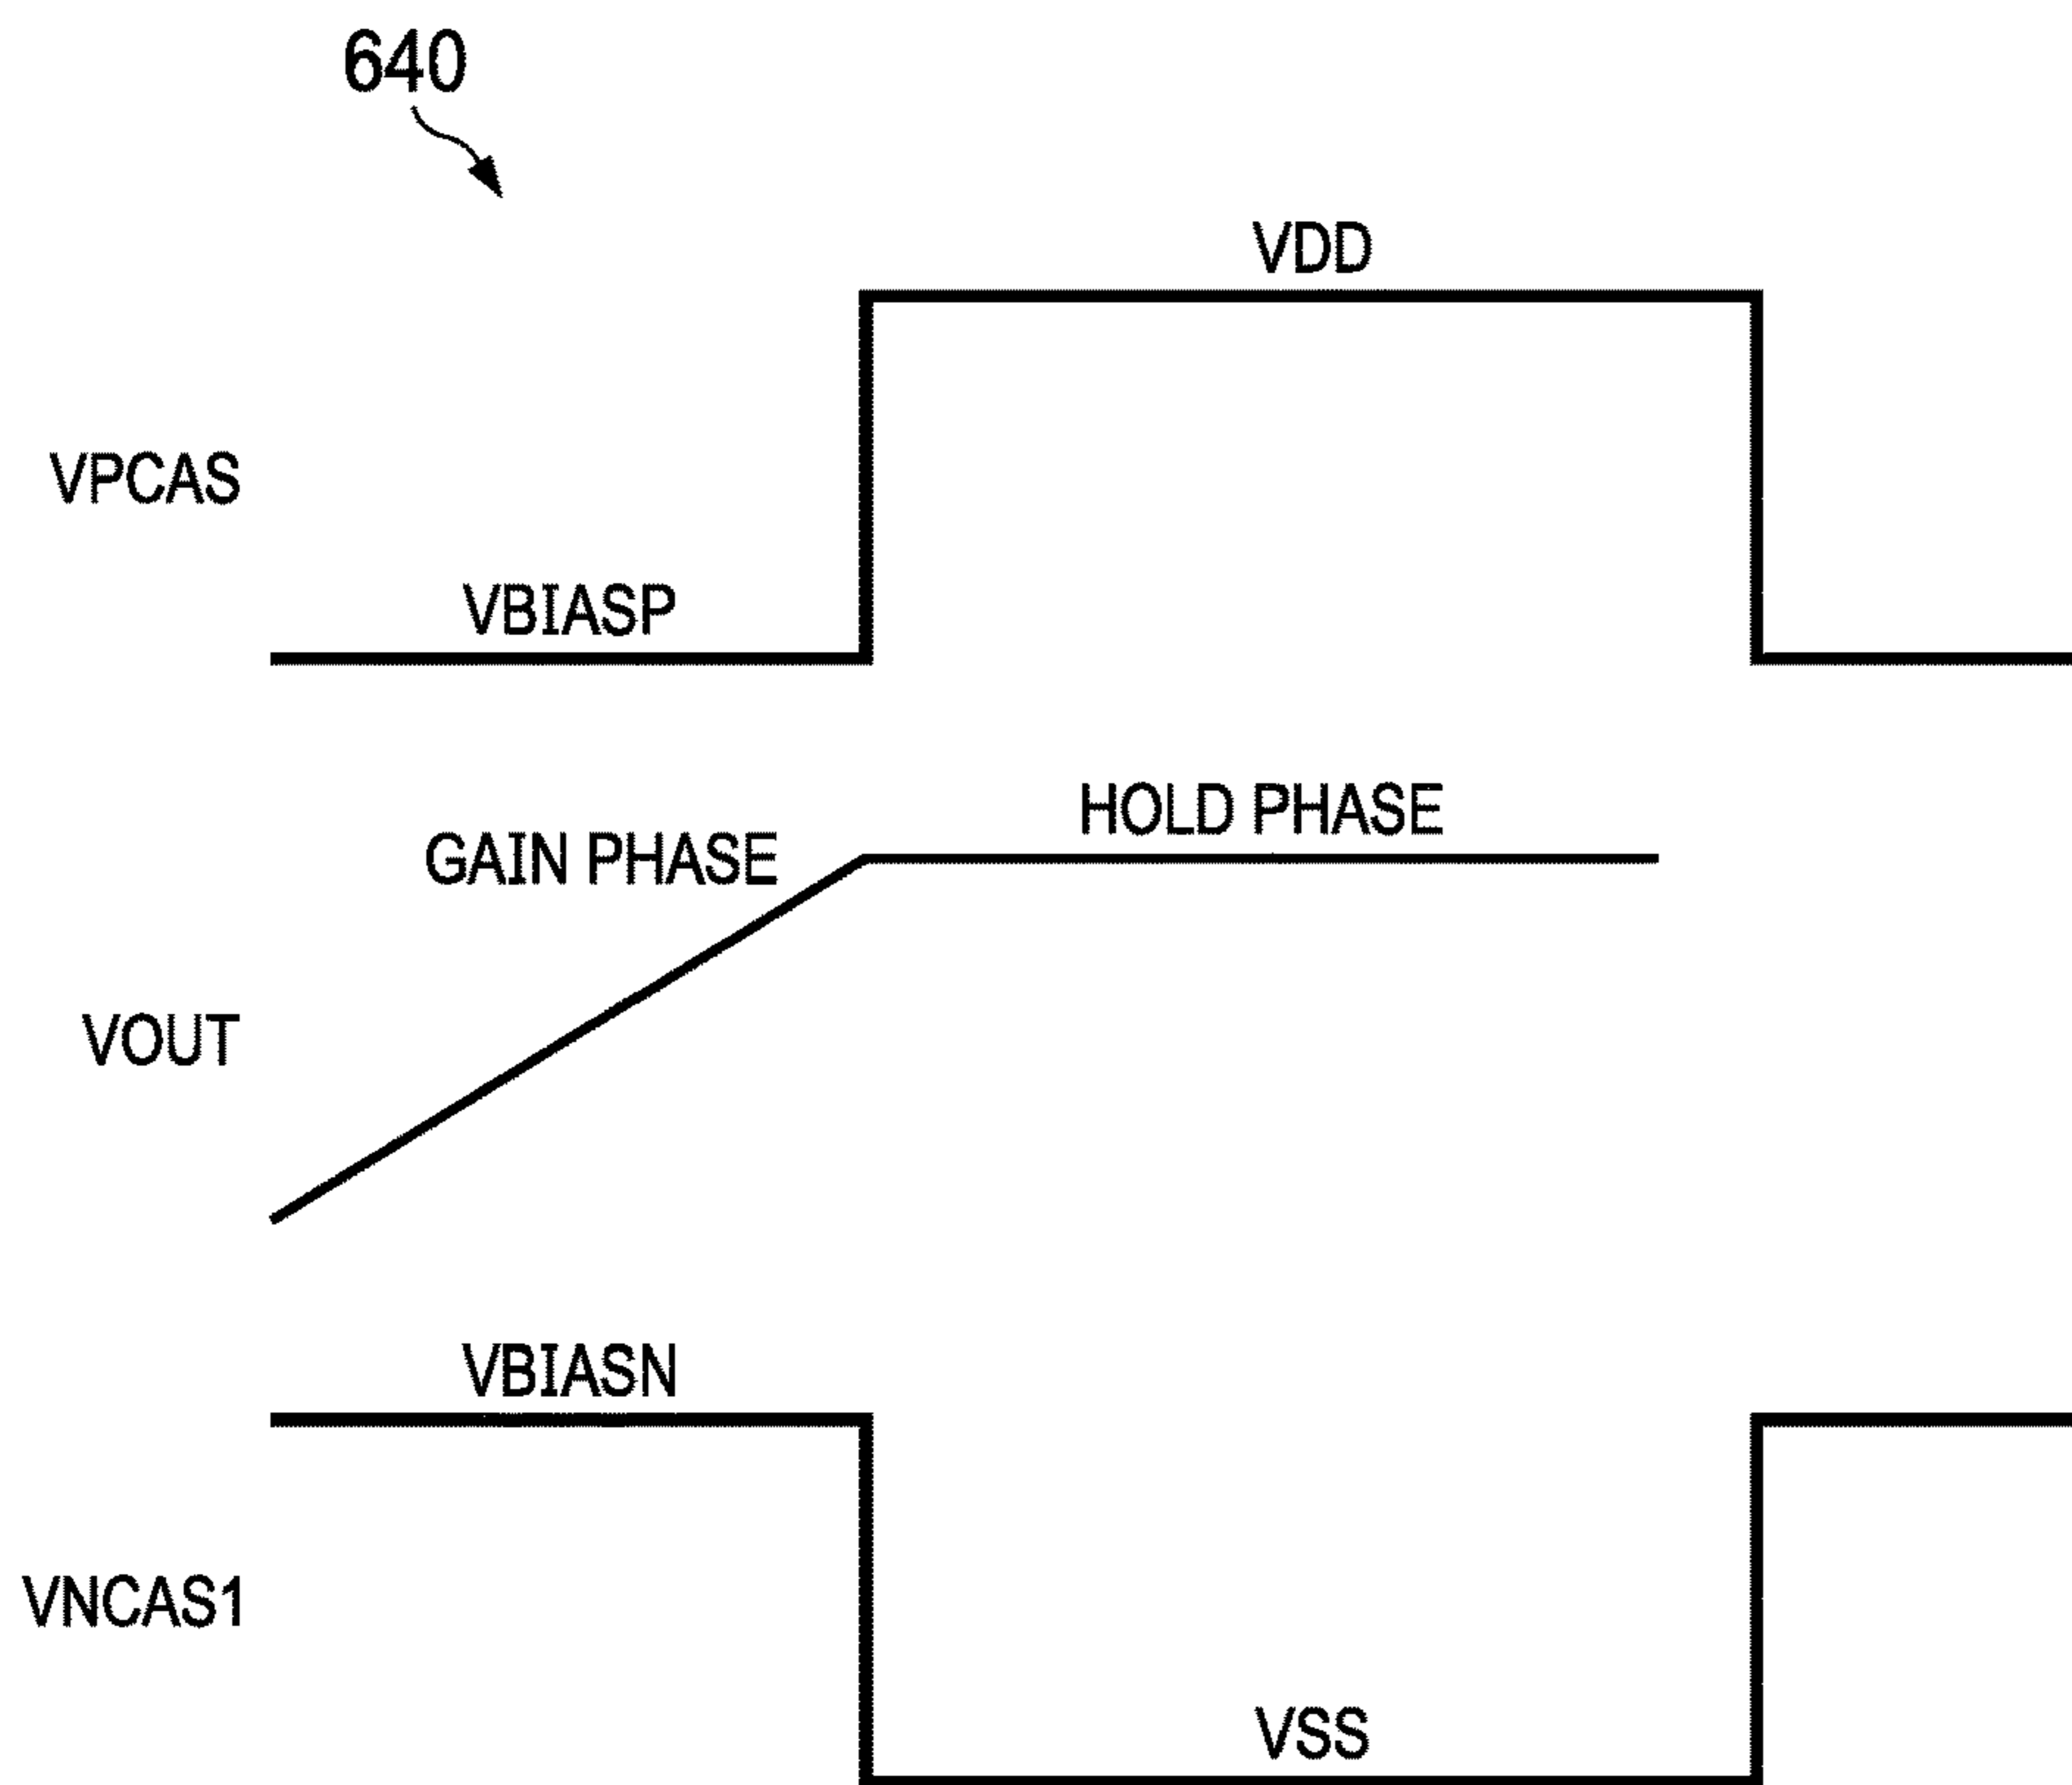 640
VDD
VPCAS
VBIASP
HOLD PHASE
GAIN PHASE
VOUT
VBIASN
VNCAS1
VSS